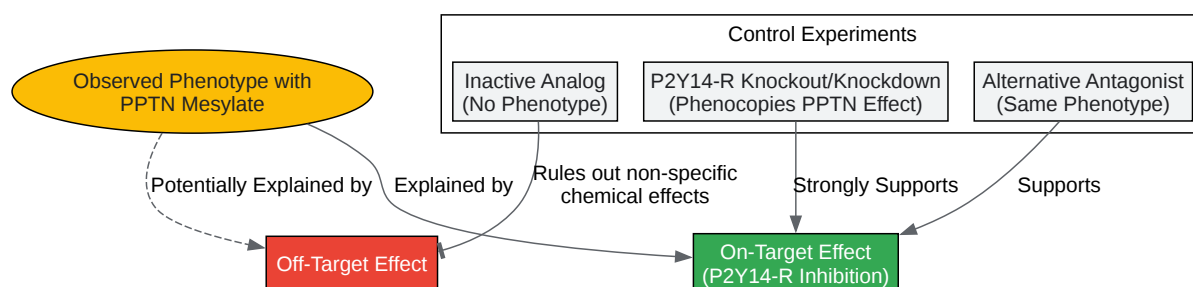 Control Experiments
Observed Phenotype with
PPTN Mesylate
Inactive Analog
(No Phenotype)
P2Y14-R Knockout/Knockdown
(Phenocopies PPTN Effect)
Alternative Antagonist
(Same Phenotype)
Potentially Explained by
Explained by
Rules out non-specific
chemical effects
Strongly Supports
Supports
Off-Target Effect
On-Target Effect
(P2Y14-R Inhibition)